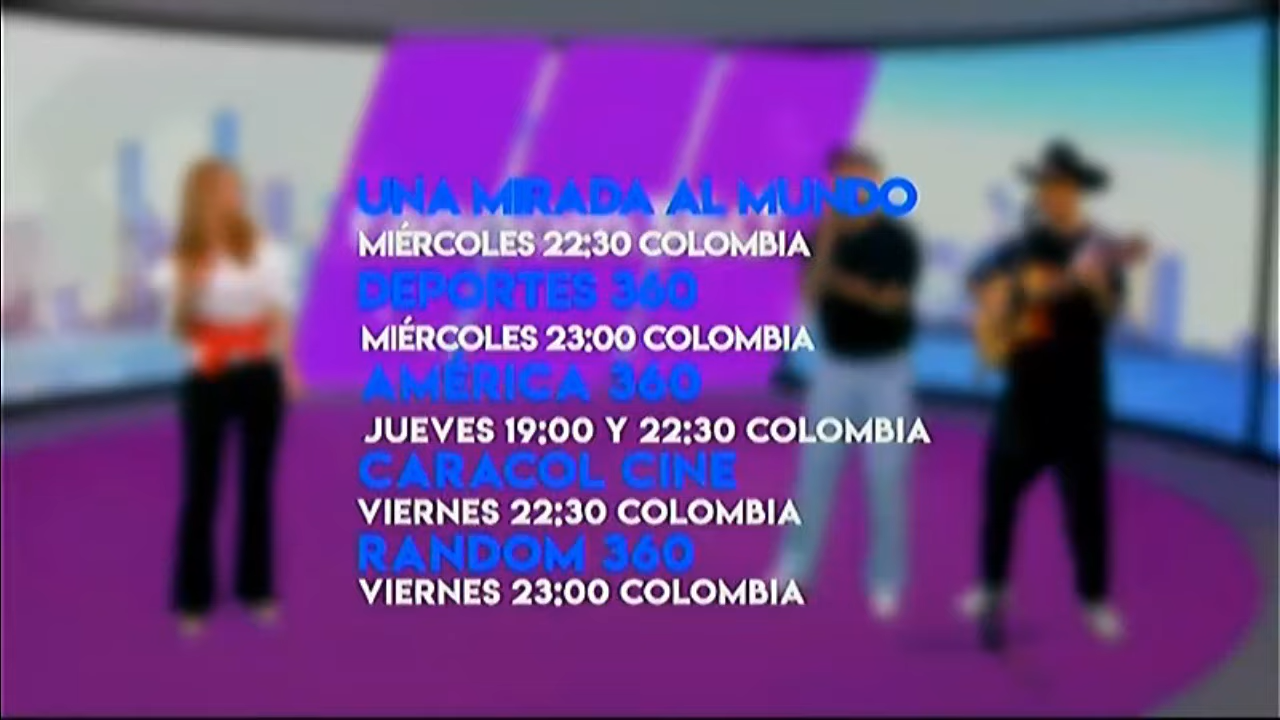 UNA MIRADA AL MUNDO
MIÉRCOLES 22:30 COLOMBIA
DEPORTES 360
MIÉRCOLES 23:00 COLOMBIA
AMÉRICA 360
JUEVES 19:00 Y 22:30 COLOMBIA
CARACOL CINE
VIERNES 22:30 COLOMBIA
RANDOM 360
VIERNES 23:00 COLOMBIA